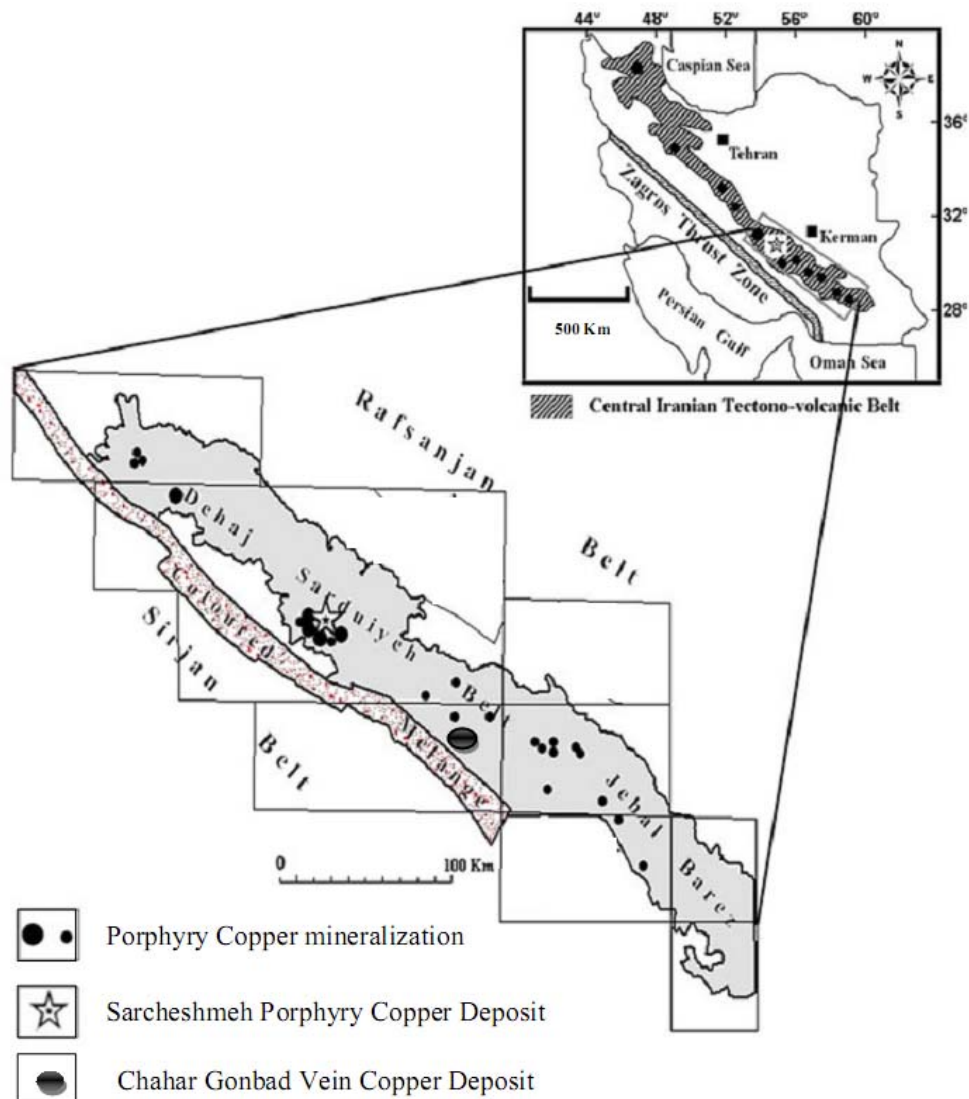 44° 48° 52° 56° 60°
Caspian Sea
N
W E
S
36°
Tehran
32°
Zagros Thrust Zone
Kerman
500 Km
Persian Gulf
28°
Oman Sea
Central Iranian Tectono-volcanic Belt
Rafsanjan
Belt
Dehaj
Sarduiyeh
Belt
Coloured
Melange
Sirjan
Belt
Jebal
Barez
0 100 Km
Porphyry Copper mineralization
Sarcheshmeh Porphyry Copper Deposit
Chahar Gonbad Vein Copper Deposit